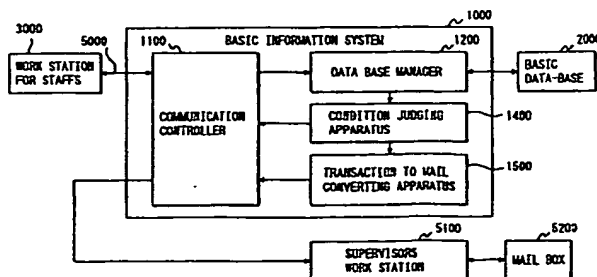 1000
3000
5000
1100
BASIC INFORMATION SYSTEM
1200
2000
WORK STATION
FOR STAFFS
DATA BASE MANAGER
BASIC
DATA-BASE
COMMUNICATION
CONTROLLER
CONDITION JUDGING
APPARATUS
1400
TRANSACTION TO MAIL
CONVERTING APPARATUS
1500
5100
5200
SUPERVISORS
WORK STATION
MAIL BOX